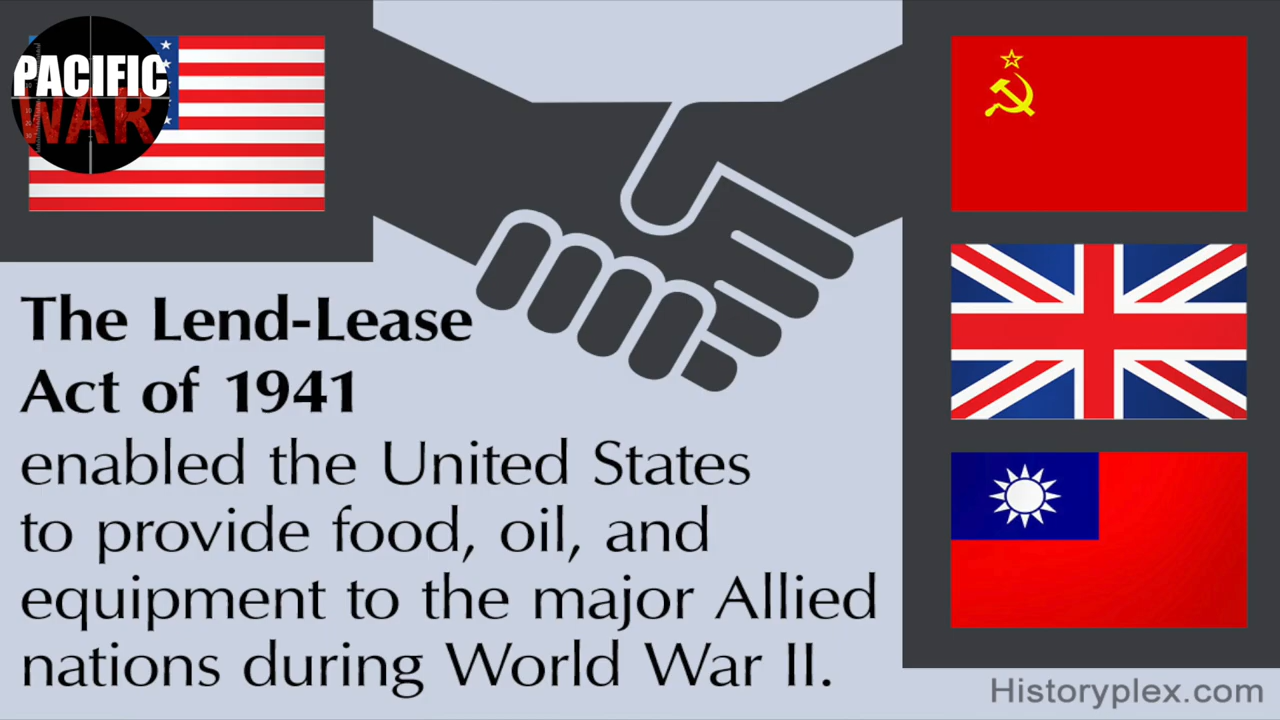 PACIFIC
WAR
The Lend-Lease
Act of 1941
enabled the United States
to provide food, oil, and
equipment to the major Allied
nations during World War II.
Historyplex.com